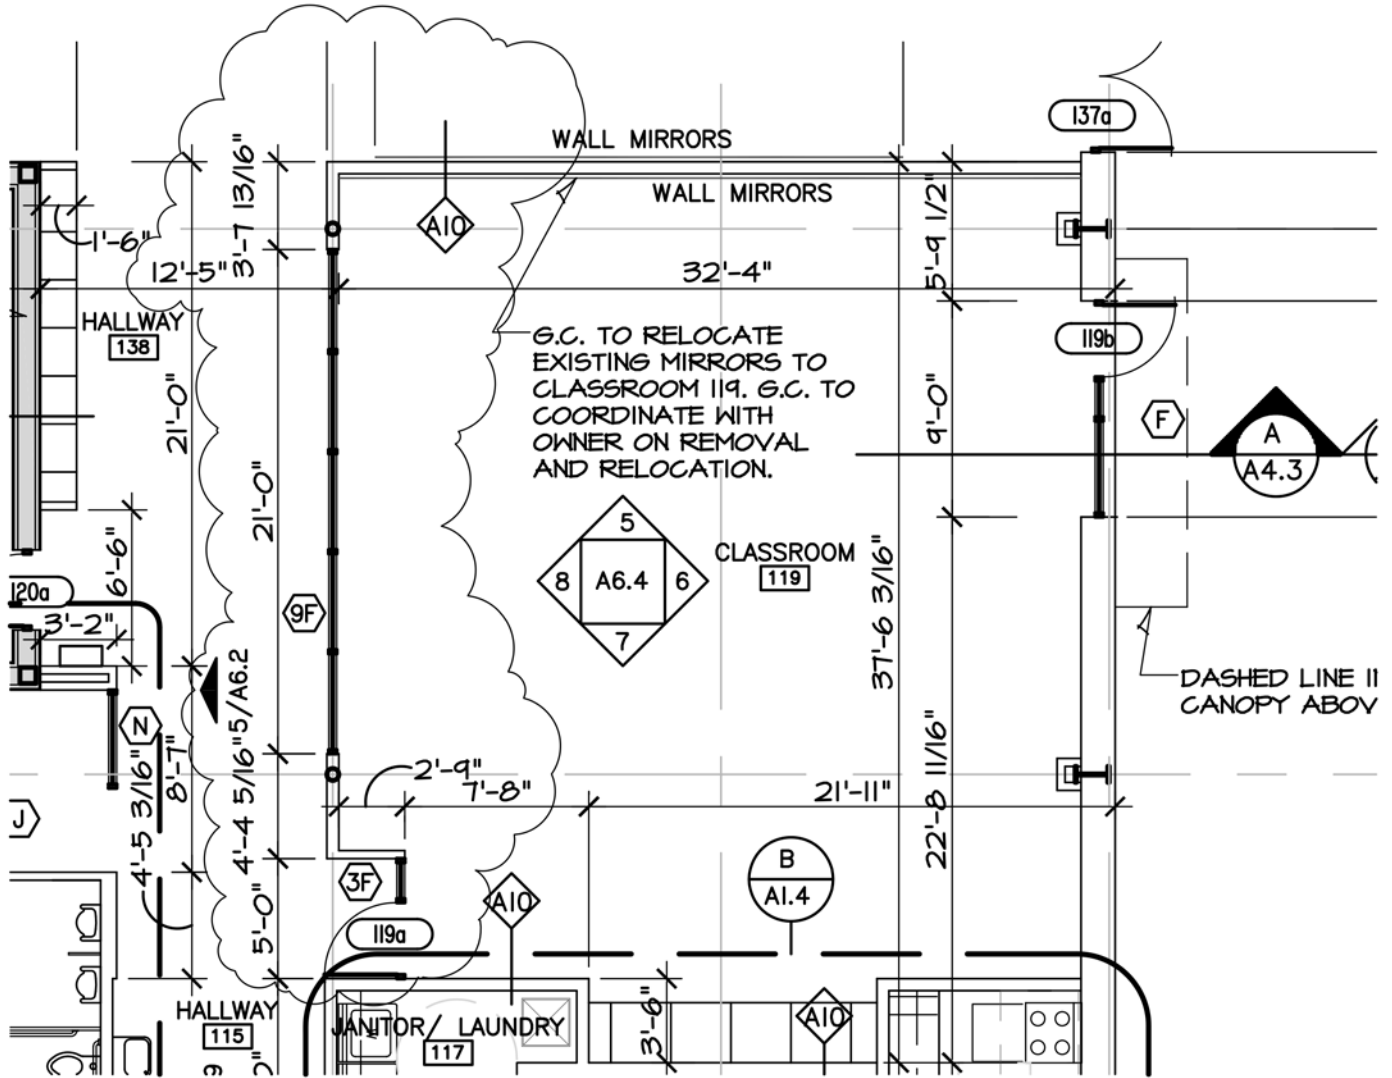 137a
WALL MIRRORS
WALL MIRRORS
3'-7 13/16"
5'-9 1/2"
A10
1'-6"
12'-5"
32'-4"
HALLWAY
138
G.C. TO RELOCATE
EXISTING MIRRORS TO
CLASSROOM 119. G.C. TO
COORDINATE WITH
OWNER ON REMOVAL
AND RELOCATION.
119b
21'-0"
9'-0"
F
A
A4.3
21'-0"
6'-6"
5
8
A6.4
6
7
CLASSROOM
119
37'-6 3/16"
120a
3'-2"
9F
5/A6.2
DASHED LINE
CANOPY ABOV
N
J
4'-5 3/16"
8'-7"
4'-4 5/16"
2'-9"
7'-8"
21'-11"
22'-8 11/16"
B
A1.4
3F
A10
5'-0"
119a
HALLWAY
115
JANITOR/ LAUNDRY
117
3'-6"
A10
9